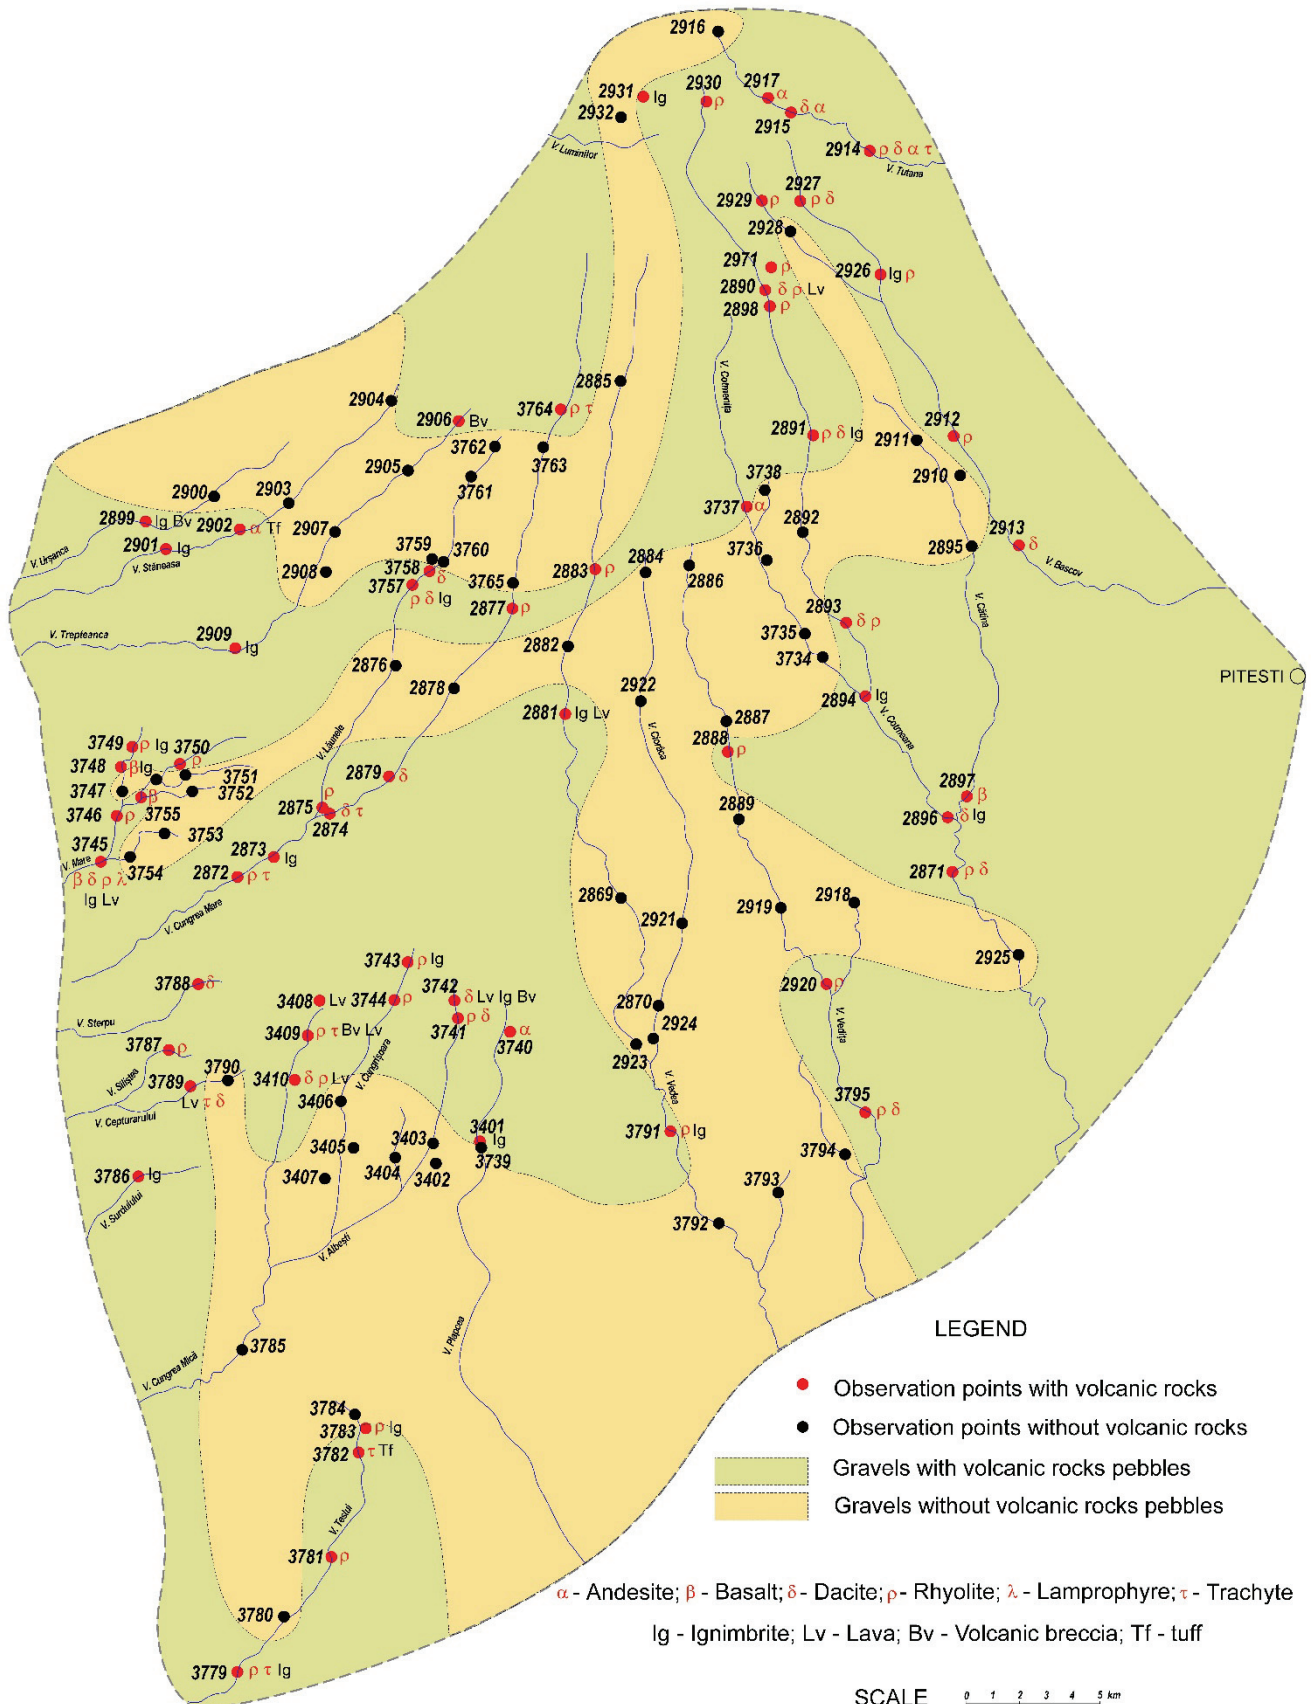 2916
2931 Ig
2930 ρ
2917 α
2932
δ α
2915
V. Luminilor
2914 ρ δ α τ
V. Tutana
2929 ρ
2927 ρ δ
2928
2971 ρ
2926 Ig ρ
2890 δ ρ Lv
2898 ρ
V. Cotmenița
2885
2904
2906 Bv
3764 ρ τ
2891 ρ δ Ig
2911
2912 ρ
3762
3763
2905
3761
2910
3738
2900
2903
3737 α
2892
2899 Ig Bv
2902 α Tf
2907
2901 Ig
V. Urșanca
V. Stăneasa
2913 δ
2895
3759
3760
3736
2884
2886
2908
3758 δ
3757 ρ δ Ig
3765
2883 ρ
V. Bascov
2877 ρ
V. Cătina
2893 δ ρ
V. Trepteanca
2909 Ig
3735
2882
3734
2876
2878
PITESTI
2922
2894 Ig
V. Cotmeana
2881 Ig Lv
2887
V. Lăunele
V. Ciorâca
3749 ρ Ig
3750 ρ
2888 ρ
3748 β Ig
3751
2879 δ
3747
β
3752
2897 β
3746 ρ
3755
2875 ρ
2874 δ τ
2889
2896 δ Ig
3745
3753
V. Mare
3754
2873 Ig
β δ ρ λ
Ig Lv
2872 ρ τ
2871 ρ δ
V. Cungrea Mare
2869
2919
2918
2921
2925
3743 ρ Ig
3788 δ
3408 Lv
3744 ρ
3742 δ Lv Ig Bv
2920 ρ
2870
V. Sterpu
3409 ρ τ Bv Lv
3741 ρ δ
α
3740
2924
V. Vedița
3787 ρ
2923
V. Siliștea
V. Cungrișoara
3789
3790
3410 δ ρ Lv
V. Vedea
Lv τ δ
3406
3795 ρ δ
V. Cepturarului
3401 Ig
3791 ρ Ig
3405
3403
3739
3794
3404
3402
3786 Ig
3407
3793
V. Surdului
3792
V. Albești
V. Plapcea
3785
V. Cungrea Mică
LEGEND
Observation points with volcanic rocks
3784
3783 ρ Ig
Observation points without volcanic rocks
3782 τ Tf
Gravels with volcanic rocks pebbles
Gravels without volcanic rocks pebbles
V. Teslui
3781 ρ
α - Andesite; β - Basalt; δ - Dacite; ρ - Rhyolite; λ - Lamprophyre; τ - Trachyte
3780
Ig - Ignimbrite; Lv - Lava; Bv - Volcanic breccia; Tf - tuff
3779 ρ τ Ig
SCALE 0 1 2 3 4 5 km